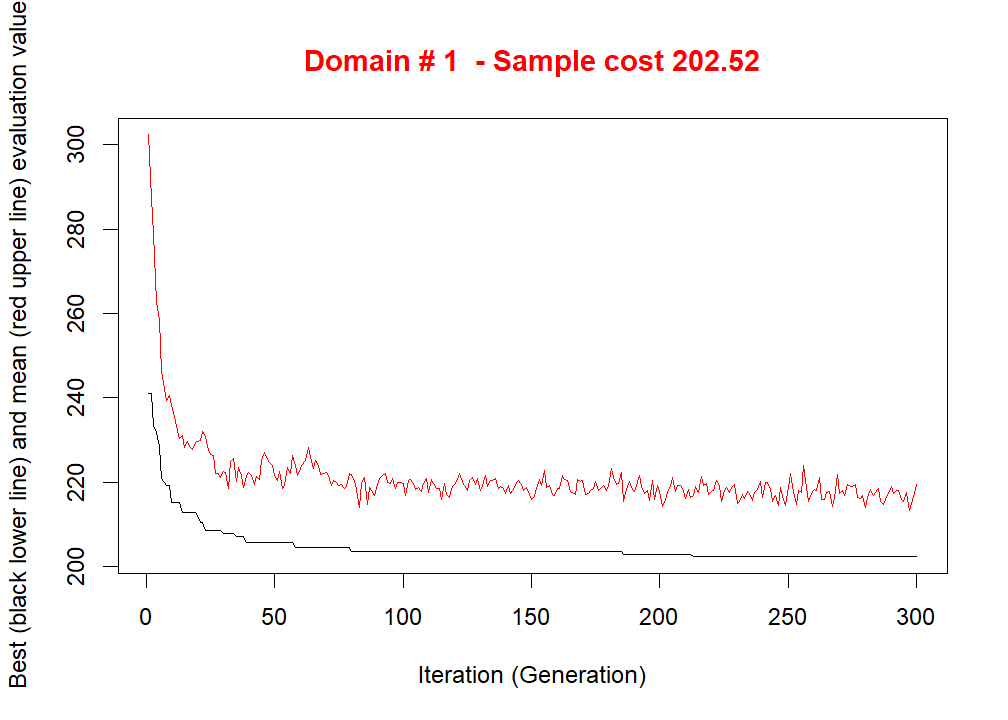 Domain # 1  - Sample cost 202.52
Best (black lower line) and mean (red upper line) evaluation value
300
280
260
240
220
200
0 50 100 150 200 250 300
Iteration (Generation)